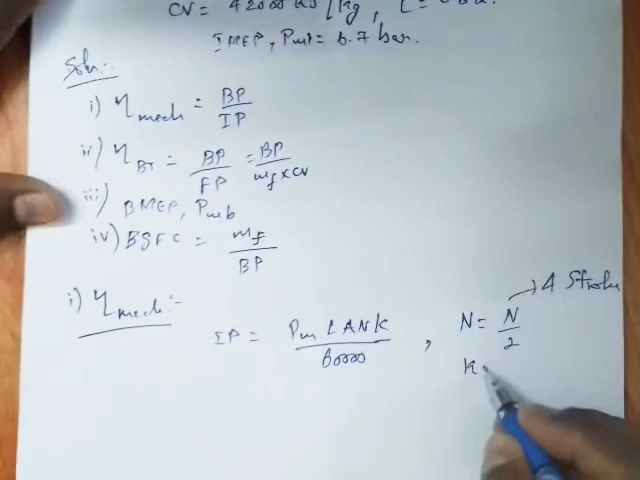 CV = 42000 kJ/kg,
IMEP, Pmi = 6.7 bar.
Soln:-
i) ηmech = BP/IP
ii) ηBT = BP/FP = BP/mf×CV
iii) BMEP, Pmb
iv) BSFC = mf/BP
i) ηmech:-
IP = Pm LANK/60000, N = N/2 → 4 Stroke
K